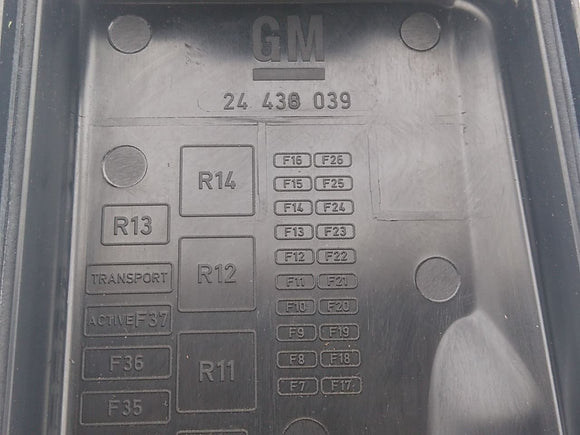 GM
24 436 039
F16 F26
R14
F15 F25
F14 F24
R13
F13 F23
F12 F22
TRANSPORT
R12
F11 F21
F10 F20
ACTIVE F37
F9 F19
F36
R11
F8 F18
F7 F17
F35